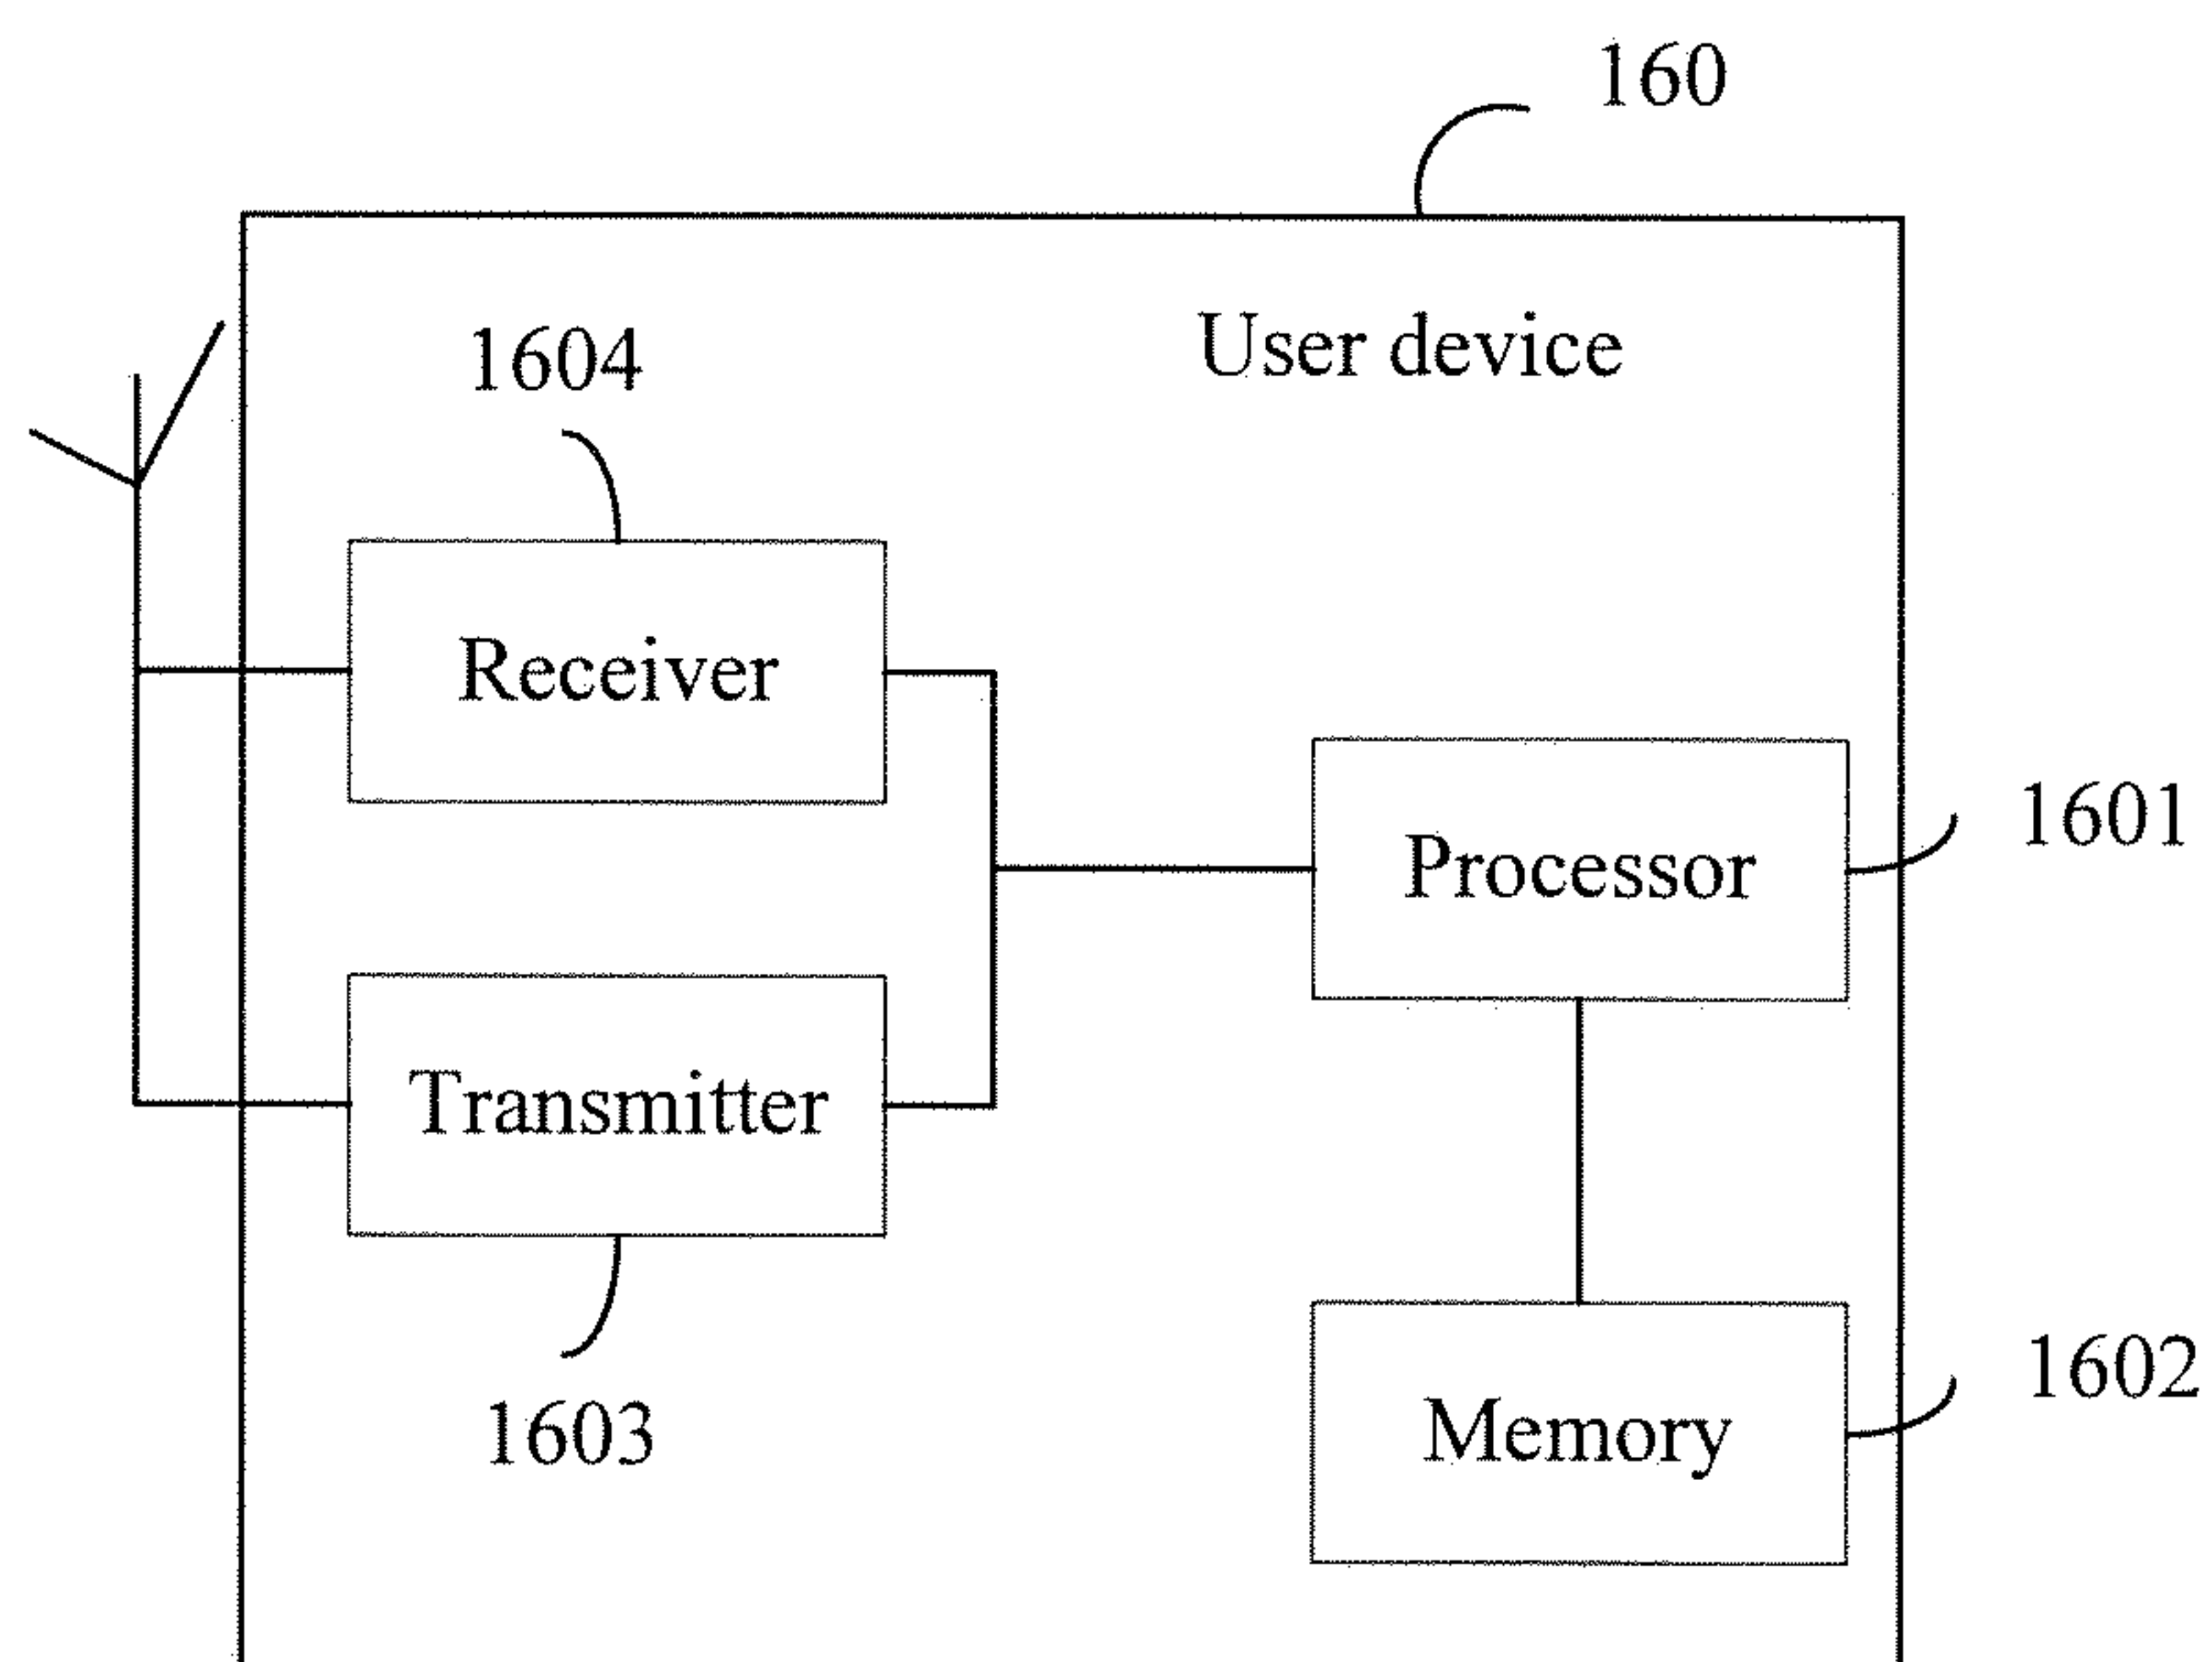 160
User device
1604
Receiver
Processor
1601
Transmitter
1603
Memory
1602